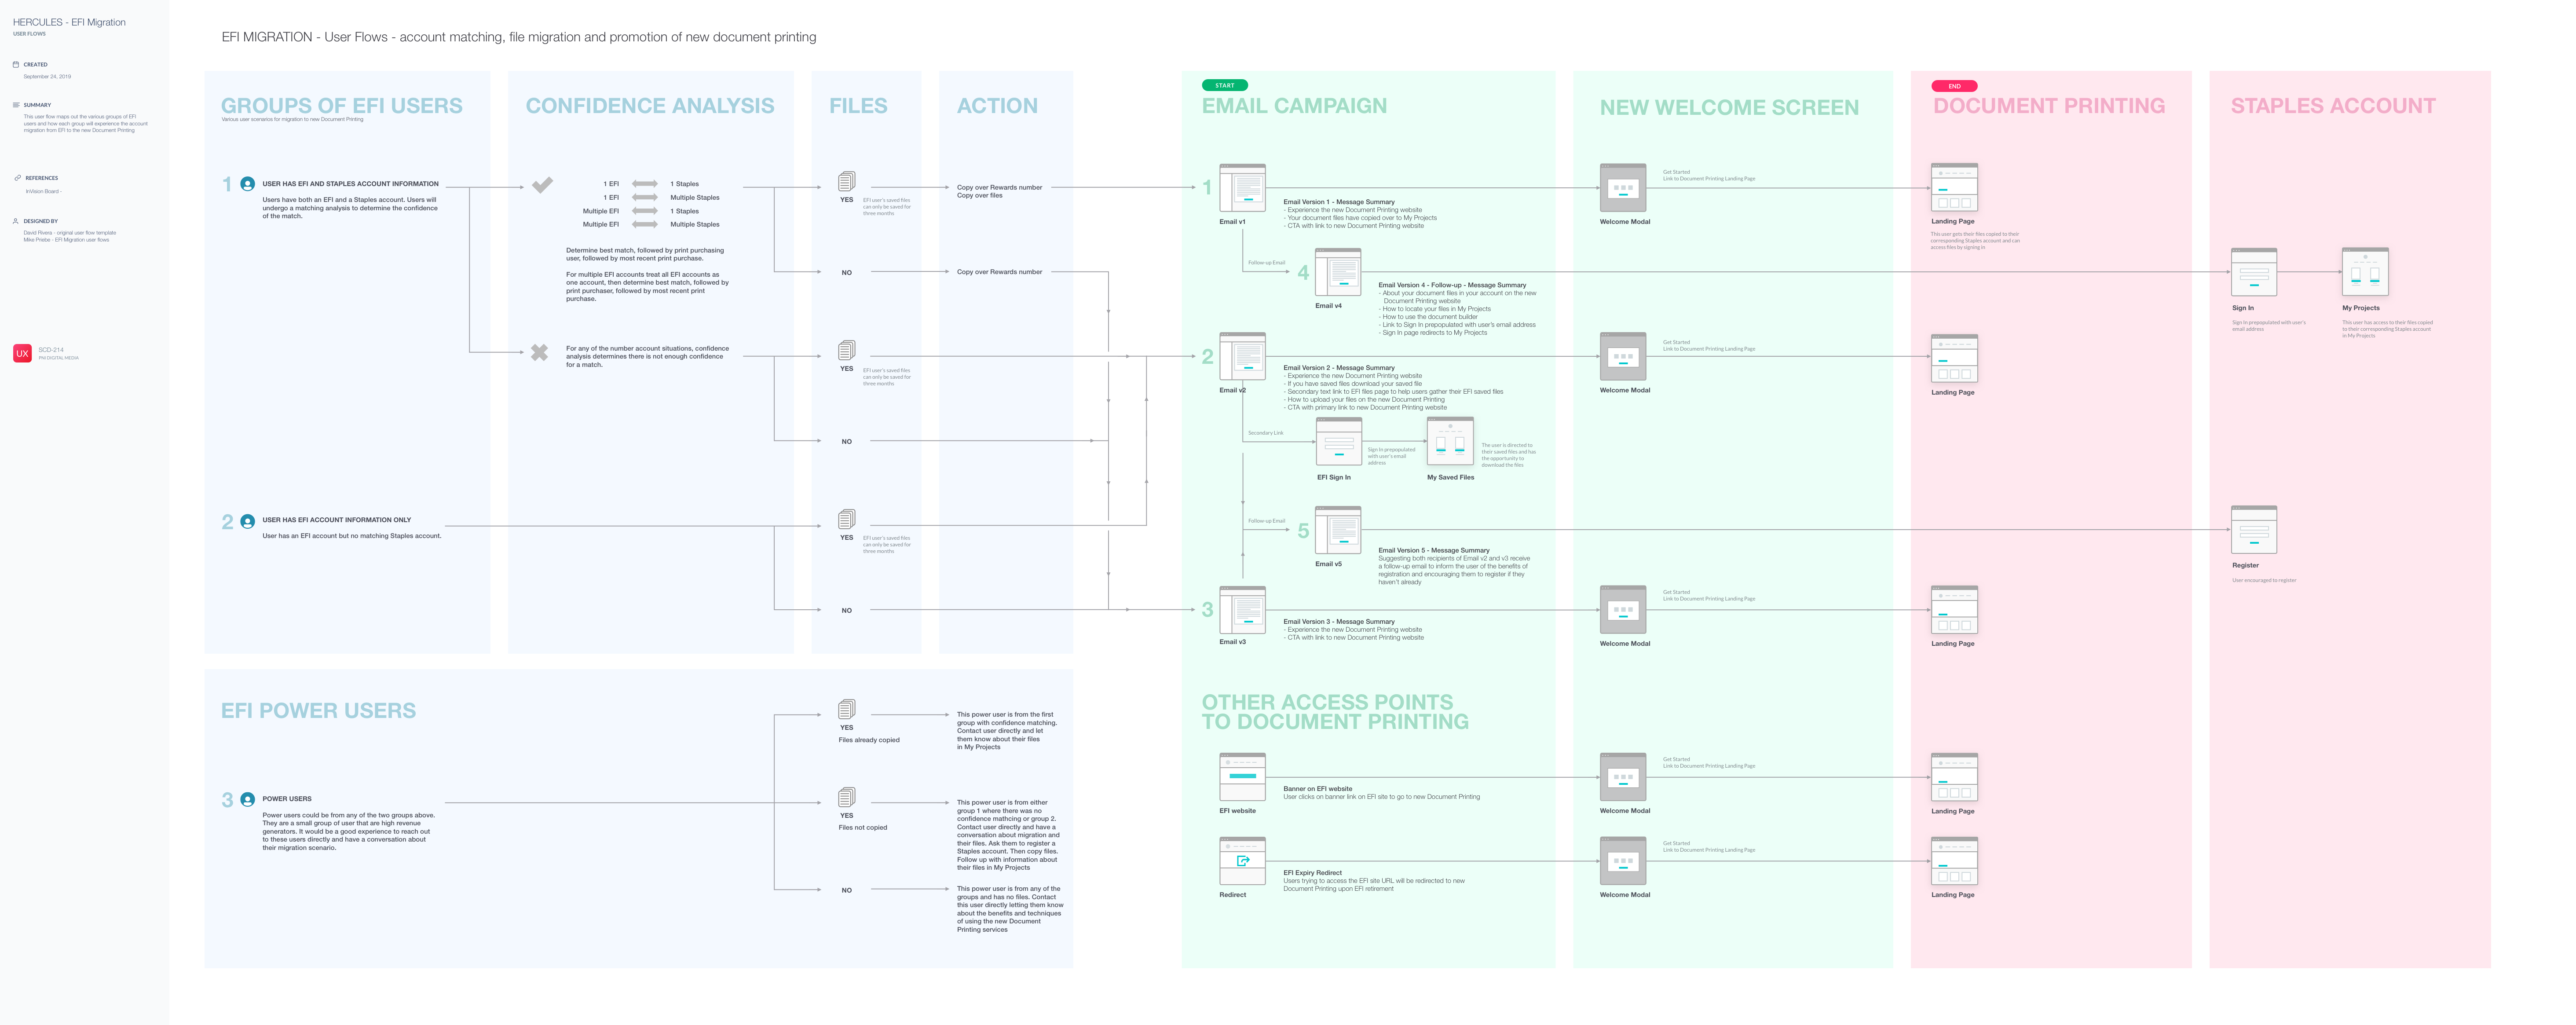 HERCULES - EFI Migration
USER FLOWS
CREATED
September 24, 2019
SUMMARY
This user flow maps out the various groups of EFI
users and how each group will experience the account
migration from EFI to the new Document Printing
REFERENCES
InVision Board -
DESIGNED BY
David Rivera - original user flow template
Mike Priebe - EFI Migration user flows
UX
SCD-214
PM DIGITAL MEDIA
EFI MIGRATION - User Flows - account matching, file migration and promotion of new document printing
GROUPS OF EFI USERS
Various user scenarios for migration to new Document Printing
CONFIDENCE ANALYSIS
FILES
ACTION
1
USER HAS EFI AND STAPLES ACCOUNT INFORMATION
Users have both an EFI and a Staples account. Users will
undergo a matching analysis to determine the confidence
of the match.
1 EFI
1 Staples
1 EFI
Multiple Staples
Multiple EFI
1 Staples
Multiple EFI
Multiple Staples
Determine best match, followed by print purchasing
user, followed by most recent print purchase.
For multiple EFI accounts treat all EFI accounts as
one account, then determine best match, followed by
print purchaser, followed by most recent print
purchase.
YES
EFI user's saved files
can only be saved for
three months
Copy over Rewards number
Copy over files
NO
Copy over Rewards number
For any of the number account situations, confidence
analysis determines there is not enough confidence
for a match.
YES
EFI user's saved files
can only be saved for
three months
NO
2
USER HAS EFI ACCOUNT INFORMATION ONLY
User has an EFI account but no matching Staples account.
YES
EFI user's saved files
can only be saved for
three months
NO
EFI POWER USERS
3
POWER USERS
Power users could be from any of the two groups above.
They are a small group of user that are high revenue
generators. It would be a good experience to reach out
to these users directly and have a conversation about
their migration scenario.
YES
Files already copied
This power user is from the first
group with confidence matching.
Contact user directly and let
them know about their files
in My Projects
YES
Files not copied
This power user is from either
group 1 where there was no
confidence mathcing or group 2.
Contact user directly and have a
conversation about migration and
their files. Ask them to register a
Staples account. Then copy files.
Follow up with information about
their files in My Projects
NO
This power user is from any of the
groups and has no files. Contact
this user directly letting them know
about the benefits and techniques
of using the new Document
Printing services
START
EMAIL CAMPAIGN
NEW WELCOME SCREEN
END
DOCUMENT PRINTING
STAPLES ACCOUNT
1
Email v1
Email Version 1 - Message Summary
- Experience the new Document Printing website
- Your document files have copied over to My Projects
- CTA with link to new Document Printing website
Welcome Modal
Get Started
Link to Document Printing Landing Page
Landing Page
This user gets their files copied to their
corresponding Staples account and can
access files by signing in
Follow-up Email
4
Email v4
Email Version 4 - Follow-up - Message Summary
- About your document files in your account on the new
Document Printing website
- How to locate your files in My Projects
- How to use the document builder
- Link to Sign In prepopulated with user's email address
- Sign In page redirects to My Projects
Sign In
Sign In prepopulated with user's
email address
My Projects
This user has access to their files copied
to their corresponding Staples account
in My Projects
2
Email v2
Email Version 2 - Message Summary
- Experience the new Document Printing website
- If you have saved files download your saved file
- Secondary text link to EFI files page to help users gather their EFI saved files
- How to upload your files on the new Document Printing
- CTA with primary link to new Document Printing website
Welcome Modal
Get Started
Link to Document Printing Landing Page
Landing Page
Secondary Link
EFI Sign In
Sign In prepopulated
with user's email
address
My Saved Files
The user is directed to
their saved files and has
the opportunity to
download the files
Follow-up Email
5
Email v5
Email Version 5 - Message Summary
Suggesting both recipients of Email v2 and v3 receive
a follow-up email to inform the user of the benefits of
registration and encouraging them to register if they
haven't already
Register
User encouraged to register
3
Email v3
Email Version 3 - Message Summary
- Experience the new Document Printing website
- CTA with link to new Document Printing website
Welcome Modal
Get Started
Link to Document Printing Landing Page
Landing Page
OTHER ACCESS POINTS
TO DOCUMENT PRINTING
EFI website
Banner on EFI website
User clicks on banner link on EFI site to go to new Document Printing
Welcome Modal
Get Started
Link to Document Printing Landing Page
Landing Page
Redirect
EFI Expiry Redirect
Users trying to access the EFI site URL will be redirected to new
Document Printing upon EFI retirement
Welcome Modal
Get Started
Link to Document Printing Landing Page
Landing Page